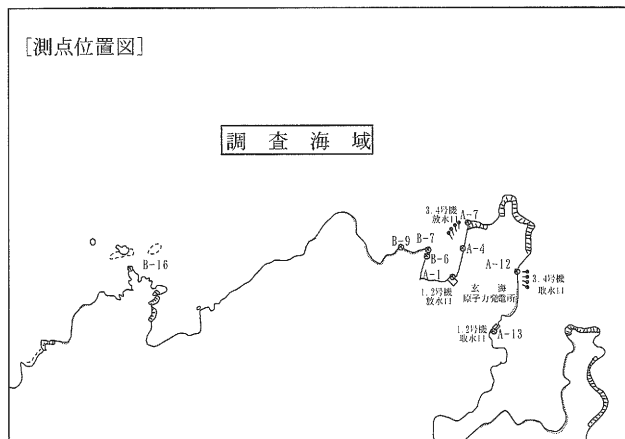 [測点位置図]
調査海域
3.4号機
放水口
A-7
B-9
B-7
B-6
A-4
A-1
A-12
B-16
1.2号機
放水口
玄海
原子力発電所
3.4号機
取水口
1.2号機
取水口
A-13